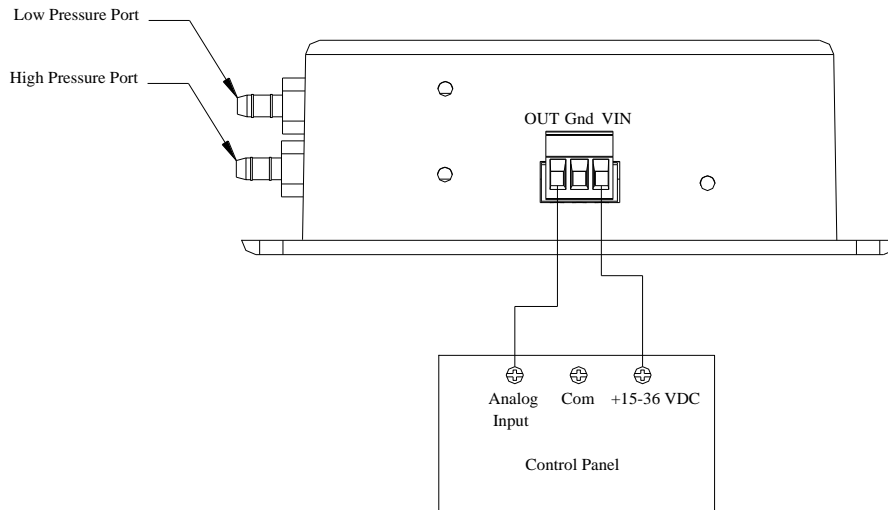 Low Pressure Port
High Pressure Port
OUT Gnd VIN
Analog Input
Com
+15-36 VDC
Control Panel